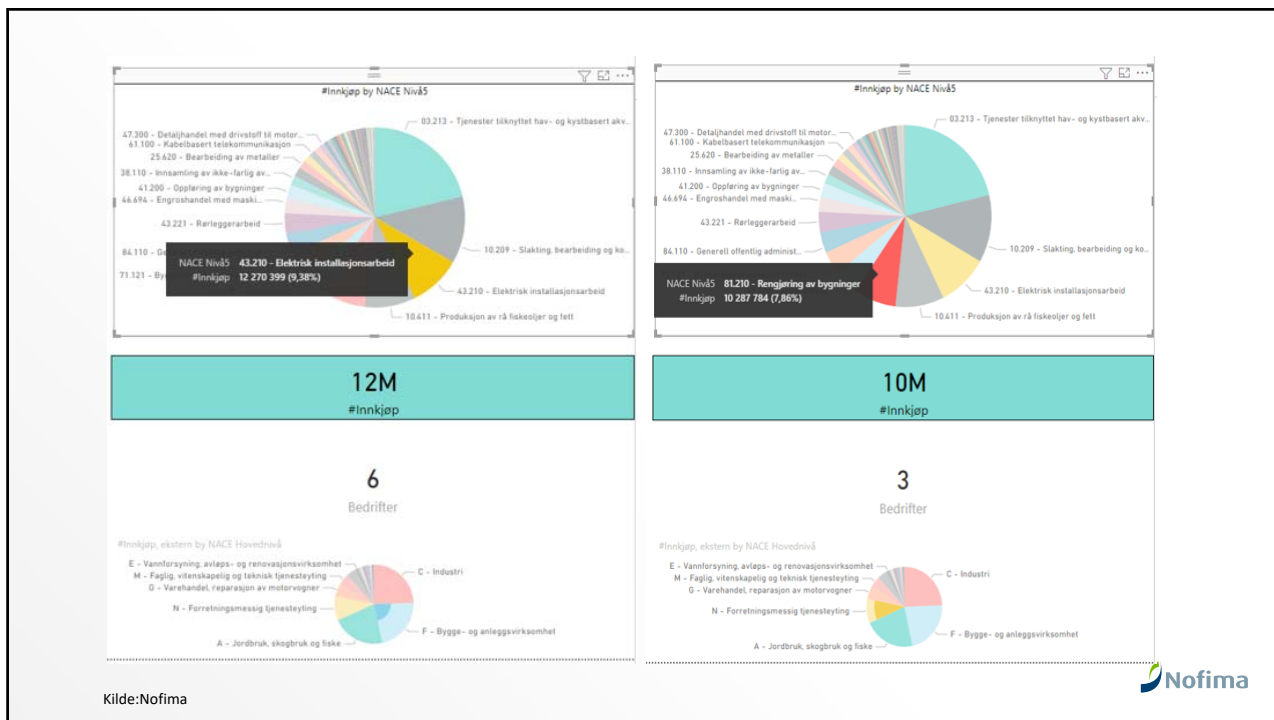 #Innkjøp by NACE Nivå5
03.213 - Tjenester tilknyttet hav- og kystbasert akv...
47.300 - Detaljhandel med drivstoff til motor...
61.100 - Kabelbasert telekommunikasjon
25.620 - Bearbeiding av metaller
38.110 - Innsamling av ikke-farlig av...
41.200 - Oppføring av bygninger
46.694 - Engroshandel med maski...
43.221 - Rørleggerarbeid
84.110 - Ge
71.121 - By
10.209 - Slakting, bearbeiding og ko...
43.210 - Elektrisk installasjonsarbeid
10.411 - Produksjon av rå fiskeoljer og fett
NACE Nivå5 43.210 - Elektrisk installasjonsarbeid
#Innkjøp 12 270 399 (9,38%)
12M
#Innkjøp
6
Bedrifter
#Innkjøp, ekstern by NACE Hovednivå
E - Vannforsyning, avløps- og renovasjonsvirksomhet
M - Faglig, vitenskapelig og teknisk tjenesteyting
G - Varehandel, reparasjon av motorvogner
N - Forretningsmessig tjenesteyting
A - Jordbruk, skogbruk og fiske
C - Industri
F - Bygge- og anleggsvirksomhet
#Innkjøp by NACE Nivå5
03.213 - Tjenester tilknyttet hav- og kystbasert akv...
47.300 - Detaljhandel med drivstoff til motor...
61.100 - Kabelbasert telekommunikasjon
25.620 - Bearbeiding av metaller
38.110 - Innsamling av ikke-farlig av...
41.200 - Oppføring av bygninger
46.694 - Engroshandel med maski...
43.221 - Rørleggerarbeid
84.110 - Generell offentlig administ...
10.209 - Slakting, bearbeiding og ko...
43.210 - Elektrisk installasjonsarbeid
10.411 - Produksjon av rå fiskeoljer og fett
NACE Nivå5 81.210 - Rengjøring av bygninger
#Innkjøp 10 287 784 (7,86%)
10M
#Innkjøp
3
Bedrifter
#Innkjøp, ekstern by NACE Hovednivå
E - Vannforsyning, avløps- og renovasjonsvirksomhet
M - Faglig, vitenskapelig og teknisk tjenesteyting
G - Varehandel, reparasjon av motorvogner
N - Forretningsmessig tjenesteyting
A - Jordbruk, skogbruk og fiske
C - Industri
F - Bygge- og anleggsvirksomhet
Kilde:Nofima
Nofima